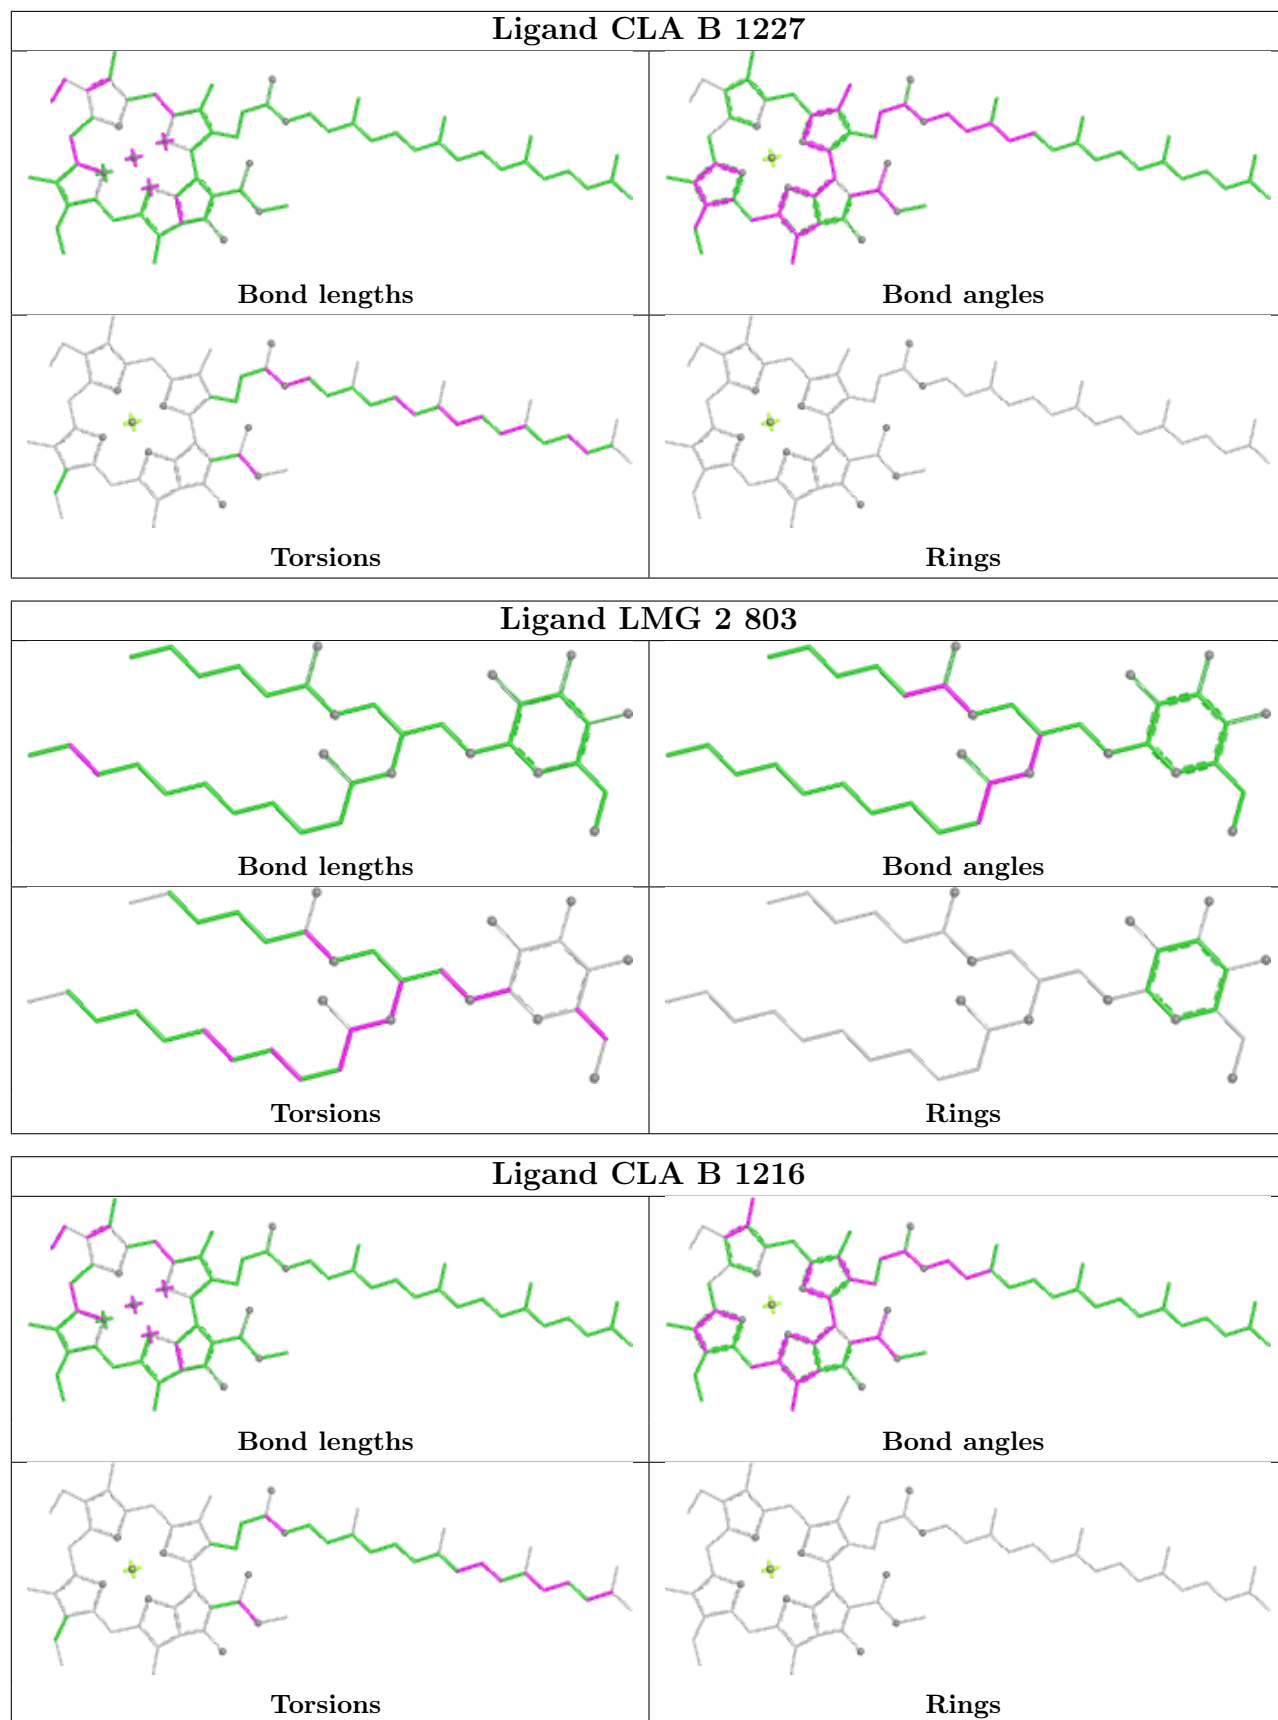 Ligand CLA B 1227
Bond lengths
Bond angles
Torsions
Rings
Ligand LMG 2 803
Bond lengths
Bond angles
Torsions
Rings
Ligand CLA B 1216
Bond lengths
Bond angles
Torsions
Rings